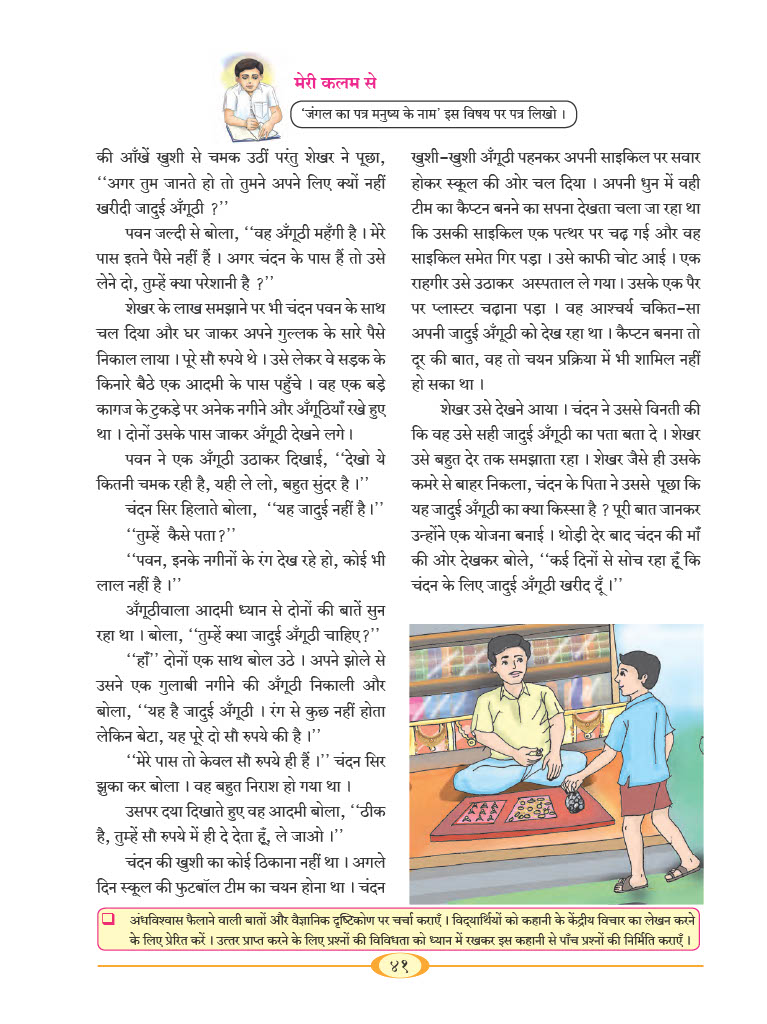 मेरी कलम से
‘जंगल का पत्र मनुष्य के नाम’ इस विषय पर पत्र लिखो ।
की आँखें खुशी से चमक उठीं परंतु शेखर ने पूछा,
‘‘अगर तुम जानते हो तो तुमने अपने लिए क्यों नहीं
खरीदी जादुई अँगूठी ?’’
पवन जल्दी से बोला, ‘‘वह अँगूठी महँगी है । मेरे
पास इतने पैसे नहीं हैं । अगर चंदन के पास हैं तो उसे
लेने दो, तुम्हें क्या परेशानी है ?’’
शेखर के लाख समझाने पर भी चंदन पवन के साथ
चल दिया और घर जाकर अपने गुल्लक के सारे पैसे
निकाल लाया । पूरे सौ रुपये थे । उसे लेकर वे सड़क के
किनारे बैठे एक आदमी के पास पहुँचे । वह एक बड़े
कागज के टुकड़े पर अनेक नगीने और अँगूठियाँ रखे हुए
था । दोनों उसके पास जाकर अँगूठी देखने लगे ।
पवन ने एक अँगूठी उठाकर दिखाई, ‘‘देखो ये
कितनी चमक रही है, यही ले लो, बहुत सुंदर है ।’’
चंदन सिर हिलाते बोला, ‘‘यह जादुई नहीं है ।’’
‘‘तुम्हें कैसे पता ?’’
‘‘पवन, इनके नगीनों के रंग देख रहे हो, कोई भी
लाल नहीं है ।’’
अँगूठीवाला आदमी ध्यान से दोनों की बातें सुन
रहा था । बोला, ‘‘तुम्हें क्या जादुई अँगूठी चाहिए ?’’
‘‘हाँ’’ दोनों एक साथ बोल उठे । अपने झोले से
उसने एक गुलाबी नगीने की अँगूठी निकाली और
बोला, ‘‘यह है जादुई अँगूठी । रंग से कुछ नहीं होता
लेकिन बेटा, यह पूरे दो सौ रुपये की है ।’’
‘‘मेरे पास तो केवल सौ रुपये ही हैं ।’’ चंदन सिर
झुका कर बोला । वह बहुत निराश हो गया था ।
उसपर दया दिखाते हुए वह आदमी बोला, ‘‘ठीक
है, तुम्हें सौ रुपये में ही दे देता हूँ, ले जाओ ।’’
चंदन की खुशी का कोई ठिकाना नहीं था । अगले
दिन स्कूल की फुटबॉल टीम का चयन होना था । चंदन
खुशी-खुशी अँगूठी पहनकर अपनी साइकिल पर सवार
होकर स्कूल की ओर चल दिया । अपनी धुन में वही
टीम का कैप्टन बनने का सपना देखता चला जा रहा था
कि उसकी साइकिल एक पत्थर पर चढ़ गई और वह
साइकिल समेत गिर पड़ा । उसे काफी चोट आई । एक
राहगीर उसे उठाकर अस्पताल ले गया । उसके एक पैर
पर प्लास्टर चढ़ाना पड़ा । वह आश्चर्य चकित-सा
अपनी जादुई अँगूठी को देख रहा था । कैप्टन बनना तो
दूर की बात, वह तो चयन प्रक्रिया में भी शामिल नहीं
हो सका था ।
शेखर उसे देखने आया । चंदन ने उससे विनती की
कि वह उसे सही जादुई अँगूठी का पता बता दे । शेखर
उसे बहुत देर तक समझाता रहा । शेखर जैसे ही उसके
कमरे से बाहर निकला, चंदन के पिता ने उससे पूछा कि
यह जादुई अँगूठी का क्या किस्सा है ? पूरी बात जानकर
उन्होंने एक योजना बनाई । थोड़ी देर बाद चंदन की माँ
की ओर देखकर बोले, ‘‘कई दिनों से सोच रहा हूँ कि
चंदन के लिए जादुई अँगूठी खरीद दूँ ।’’
अंधविश्वास फैलाने वाली बातों और वैज्ञानिक दृष्टिकोण पर चर्चा कराएँ । विद्यार्थियों को कहानी के केंद्रीय विचार का लेखन करने
के लिए प्रेरित करें । उत्तर प्राप्त करने के लिए प्रश्नों की विविधता को ध्यान में रखकर इस कहानी से पाँच प्रश्नों की निर्मिति कराएँ ।
४१